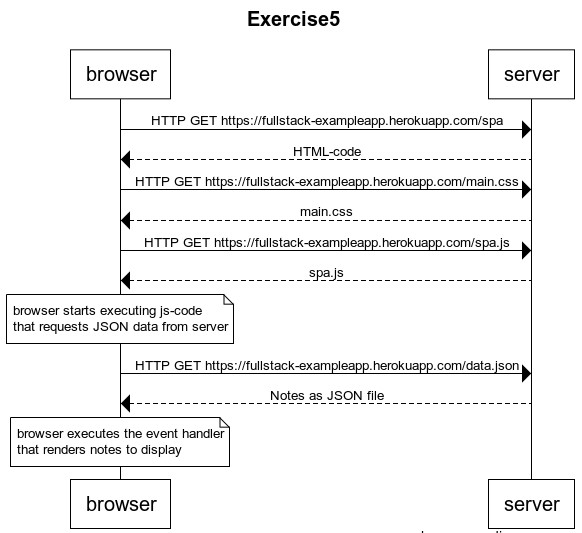 Exercise5
browser
server
HTTP GET https://fullstack-exampleapp.herokuapp.com/spa
HTML-code
HTTP GET https://fullstack-exampleapp.herokuapp.com/main.css
main.css
HTTP GET https://fullstack-exampleapp.herokuapp.com/spa.js
spa.js
browser starts executing js-code
that requests JSON data from server
HTTP GET https://fullstack-exampleapp.herokuapp.com/data.json
Notes as JSON file
browser executes the event handler
that renders notes to display
browser
server